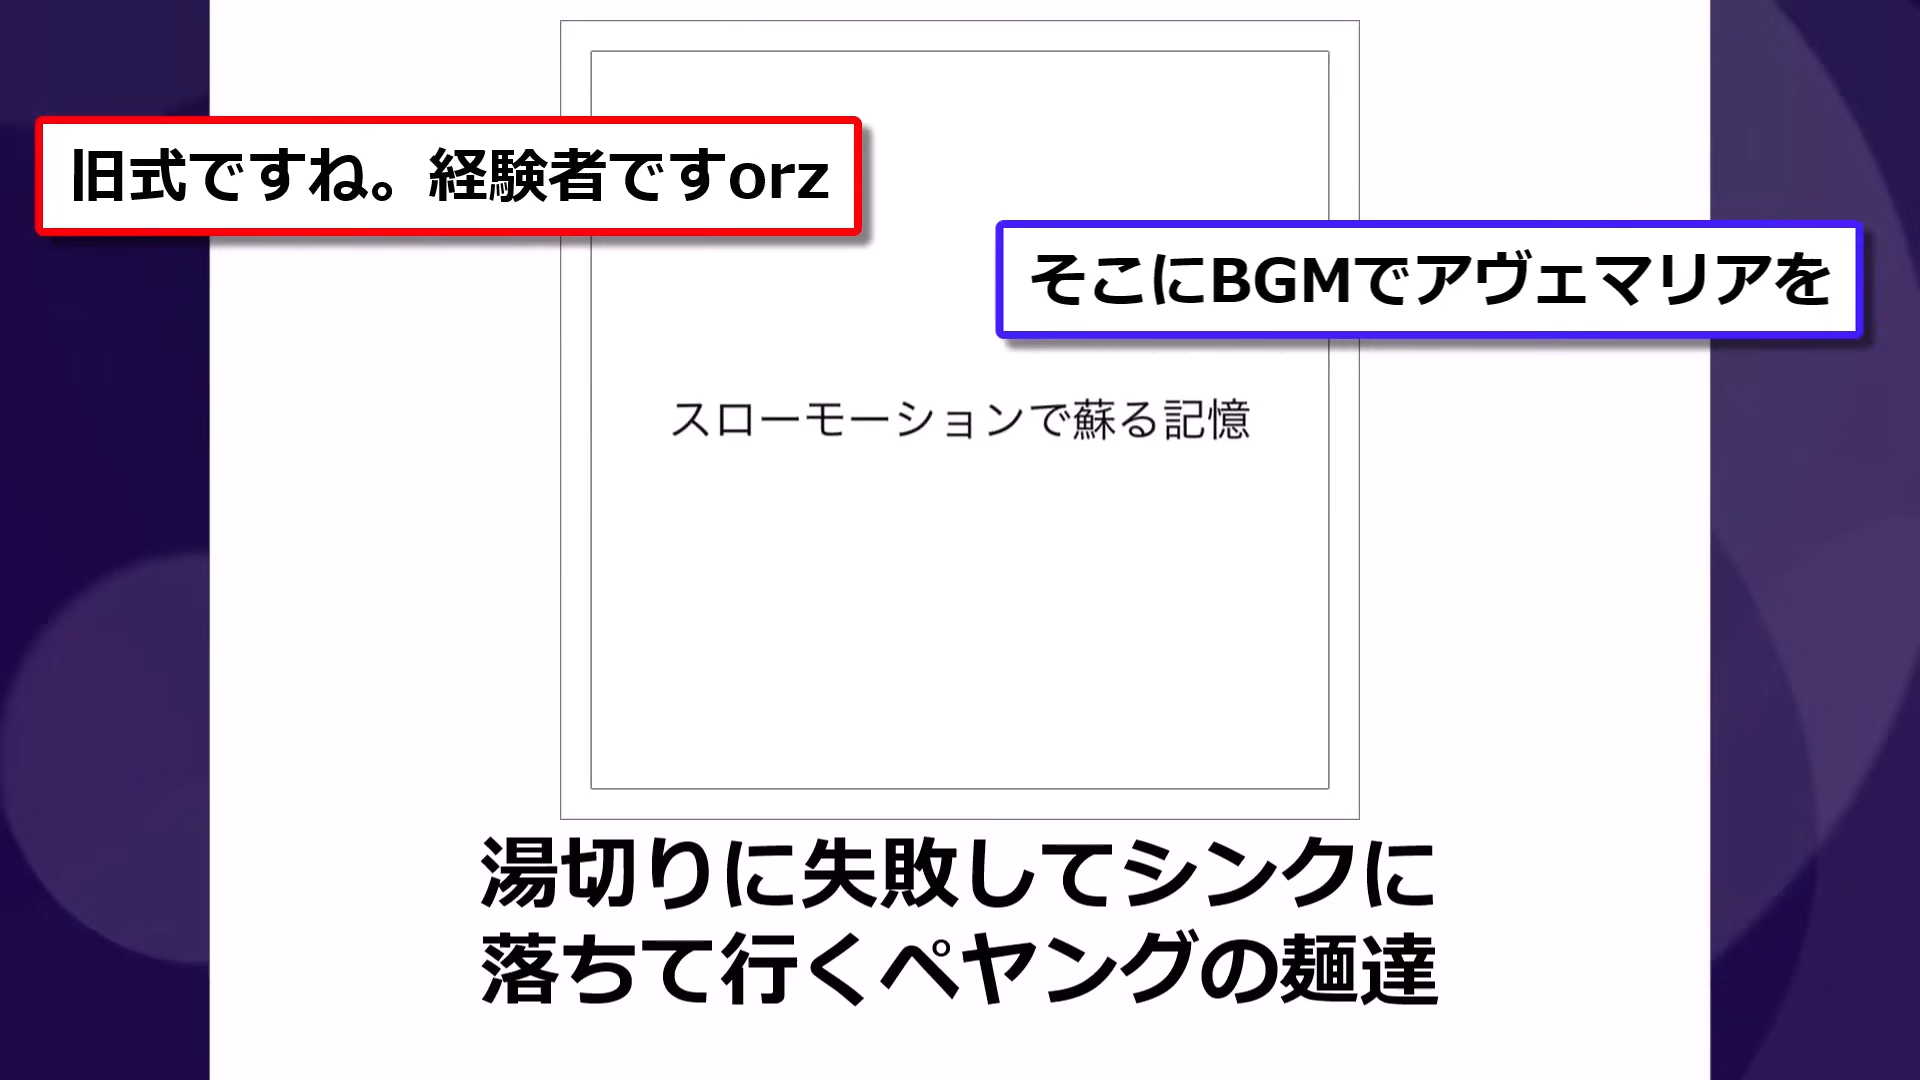 旧式ですね。経験者ですorz
そこにBGMでアヴェマリアを
スローモーションで蘇る記憶
湯切りに失敗してシンクに
落ちて行くペヤングの麺達